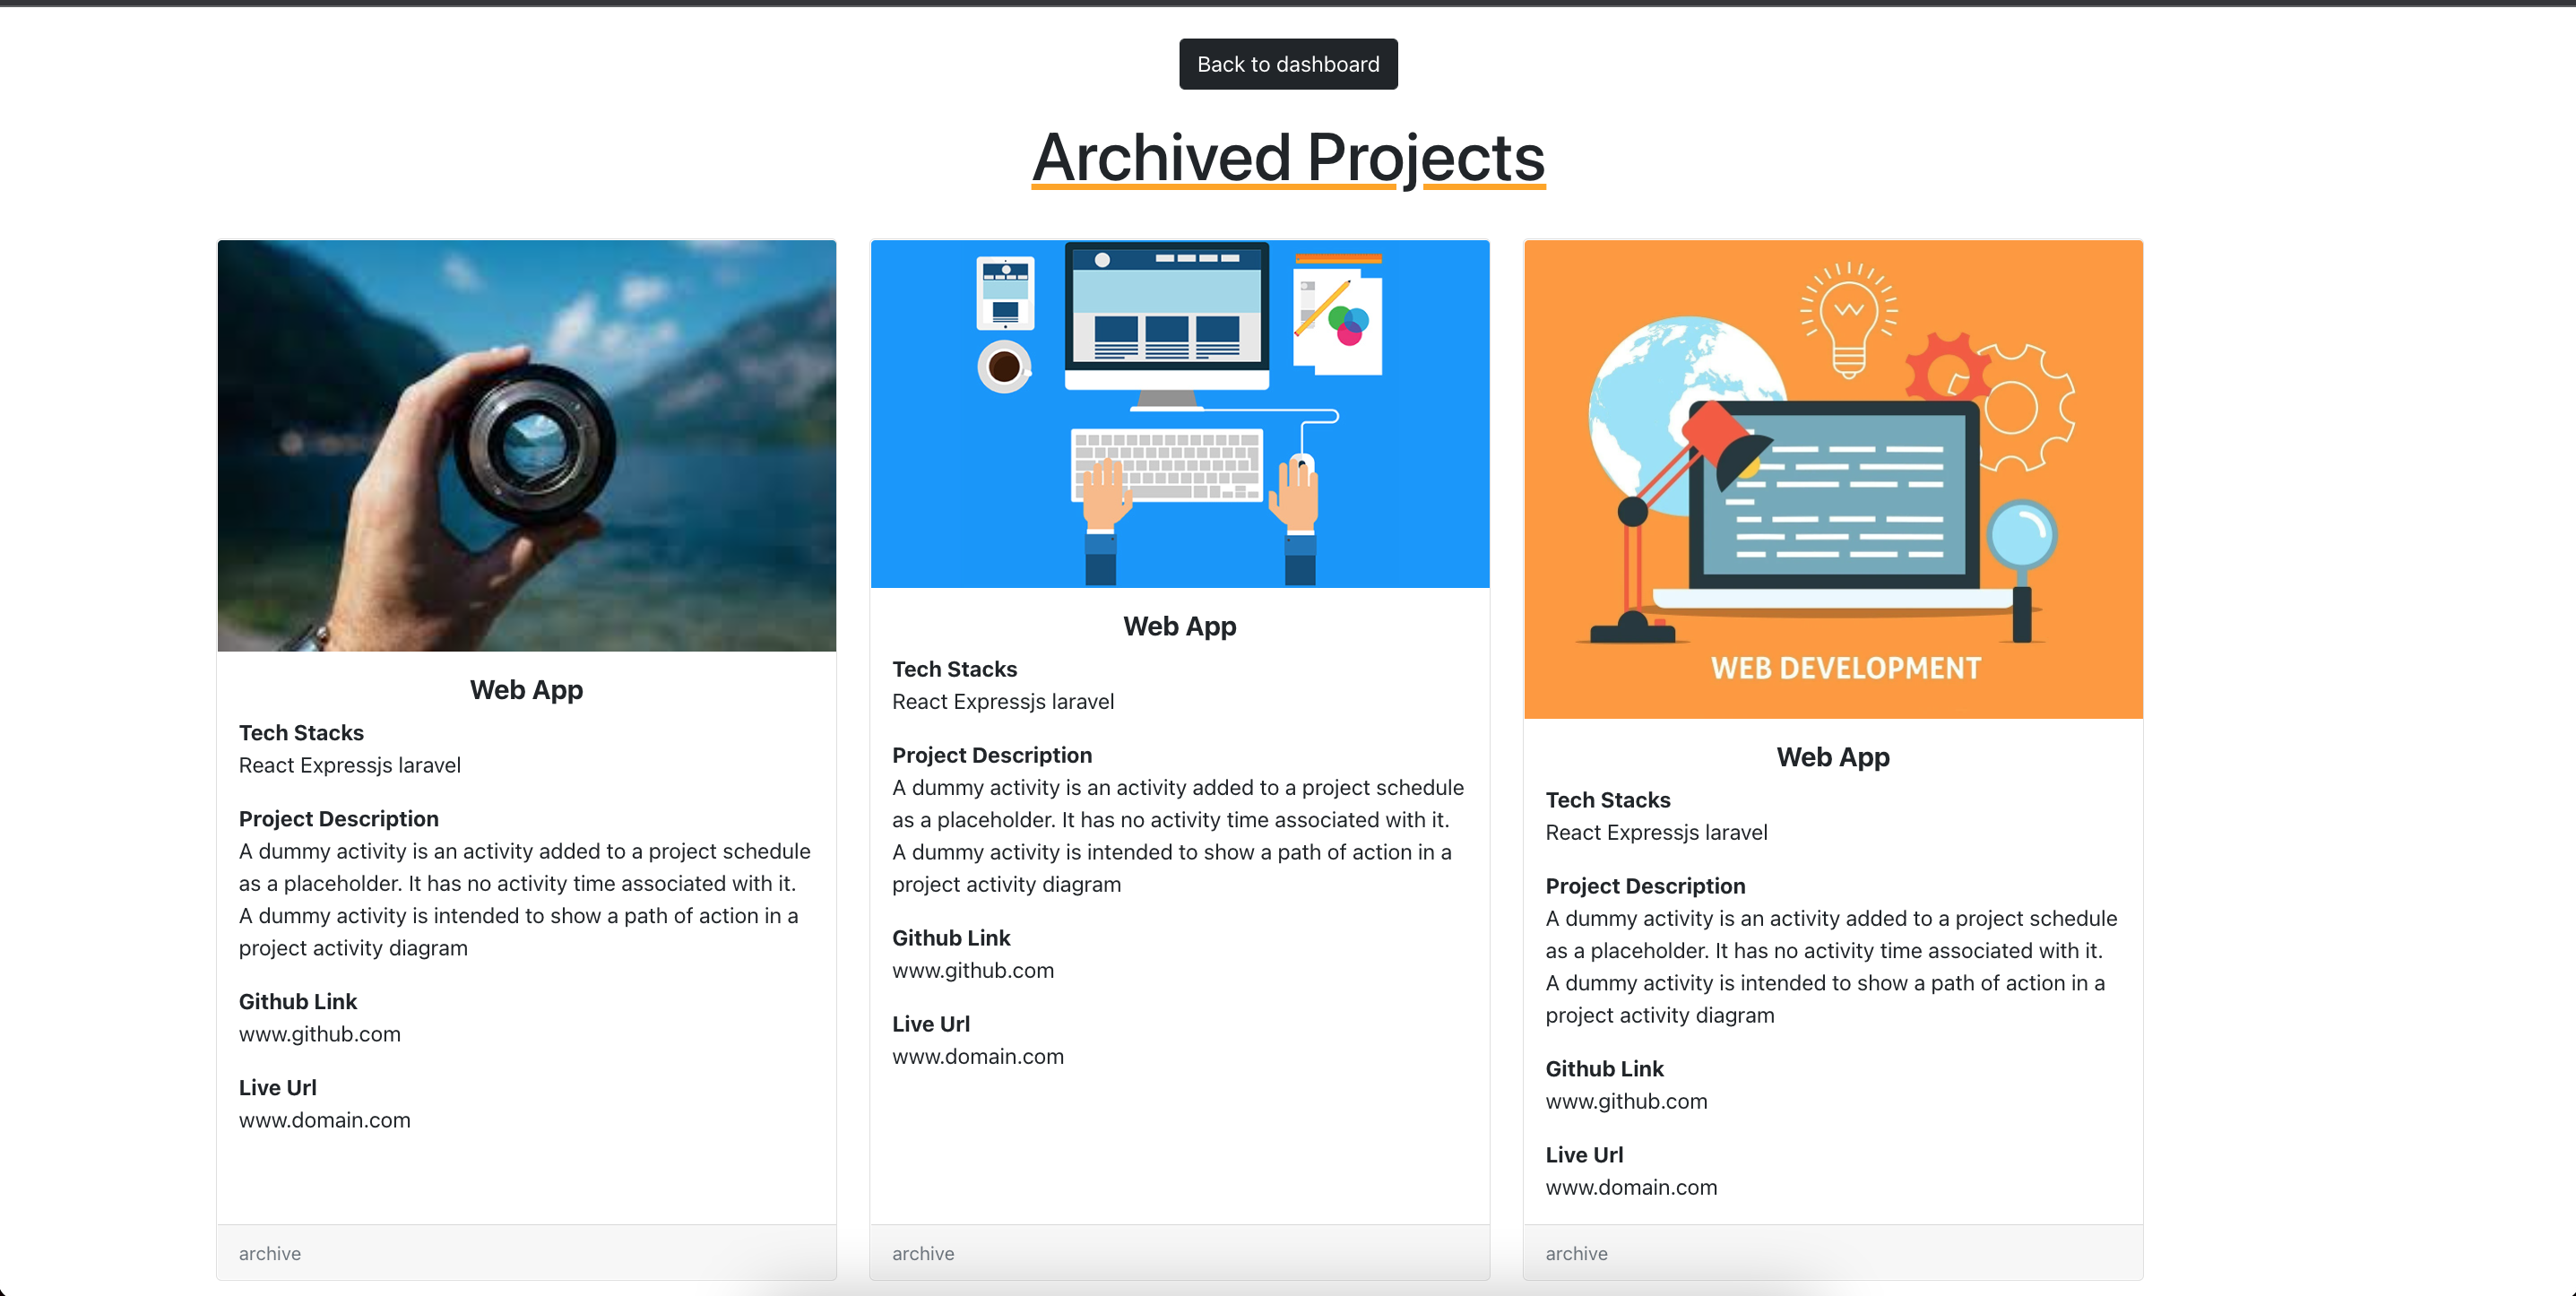 Back to dashboard
Archived Projects
Web App
Tech Stacks
React Expressjs laravel
Project Description
A dummy activity is an activity added to a project schedule
as a placeholder. It has no activity time associated with it.
A dummy activity is intended to show a path of action in a
project activity diagram
Github Link
www.github.com
Live Url
www.domain.com
archive
Web App
Tech Stacks
React Expressjs laravel
Project Description
A dummy activity is an activity added to a project schedule
as a placeholder. It has no activity time associated with it.
A dummy activity is intended to show a path of action in a
project activity diagram
Github Link
www.github.com
Live Url
www.domain.com
archive
WEB DEVELOPMENT
Web App
Tech Stacks
React Expressjs laravel
Project Description
A dummy activity is an activity added to a project schedule
as a placeholder. It has no activity time associated with it.
A dummy activity is intended to show a path of action in a
project activity diagram
Github Link
www.github.com
Live Url
www.domain.com
archive